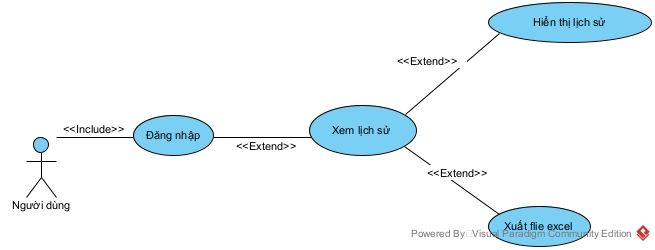 Hiển thị lịch sử
<<Extend>>
<<Include>>
Đăng nhập
Xem lịch sử
<<Extend>>
<<Extend>>
Người dùng
Xuất flie excel
Powered By Visual Paradigm Community Edition